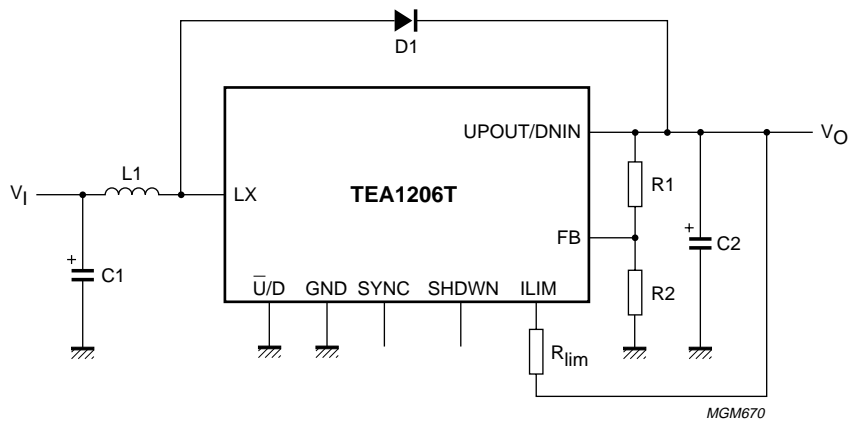 D1
UPOUT/DNIN
V_O
L1
R1
V_I
LX
TEA1206T
FB
C2
C1
U̅/D GND SYNC SHDWN ILIM
R2
R_lim
MGM670